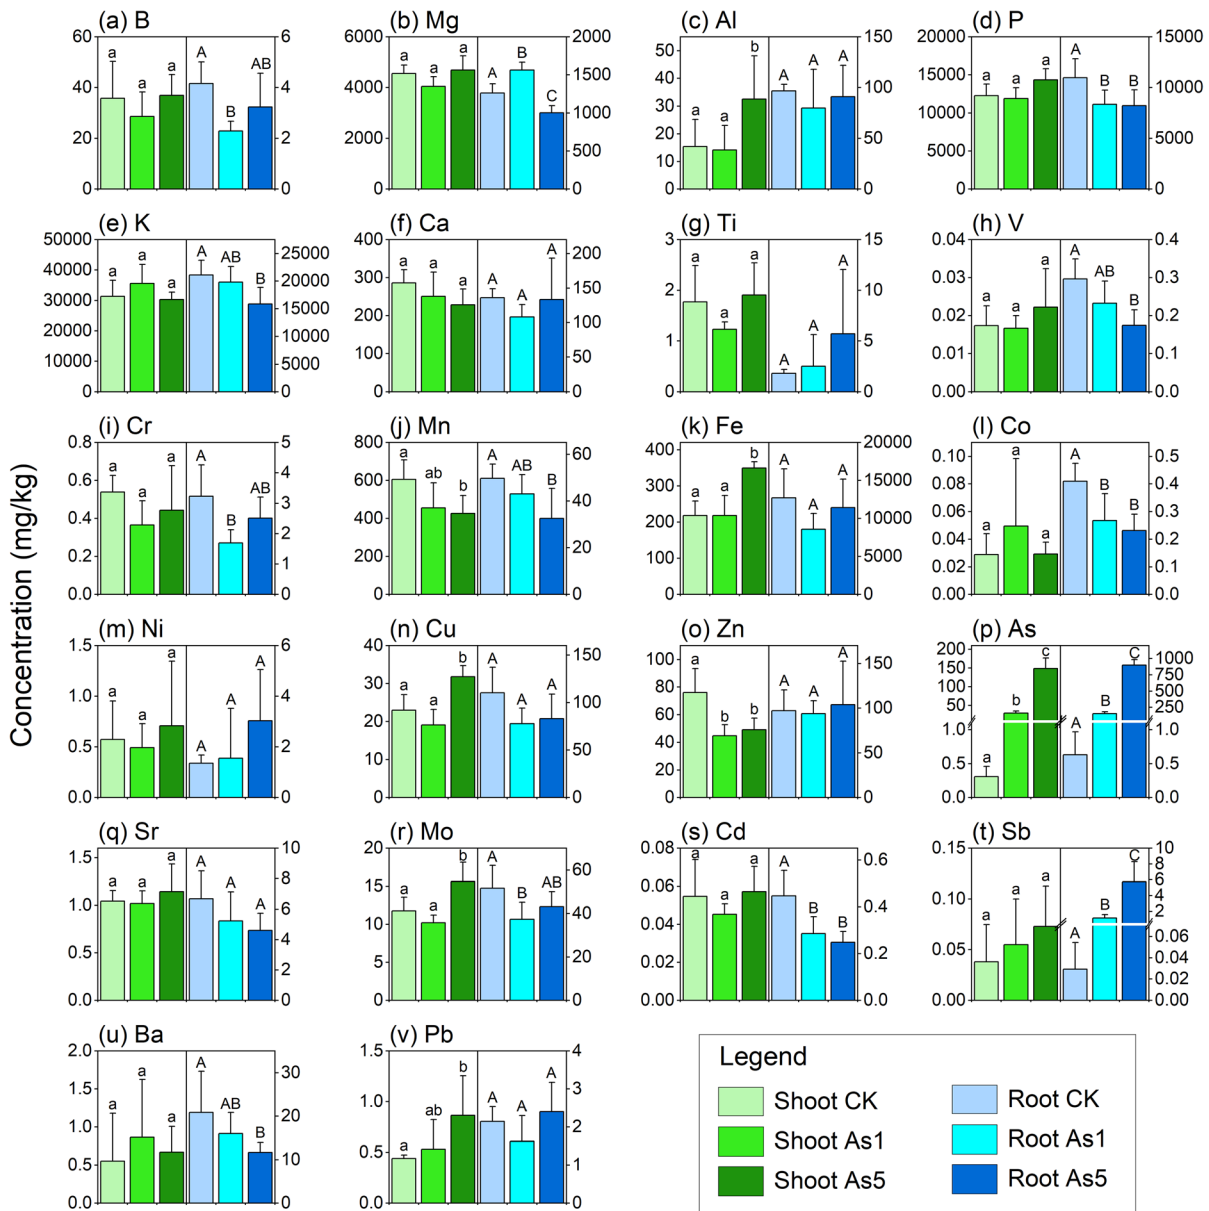 (a) B
(b) Mg
(c) Al
(d) P
60
40
20
0
a
a
a
A
B
AB
6
4
2
0
6000
4000
2000
0
a
a
a
A
B
C
2000
1500
1000
500
0
50
40
30
20
10
0
a
a
b
A
A
A
150
100
50
0
20000
15000
10000
5000
0
a
a
a
A
B
B
15000
10000
5000
0
(e) K
(f) Ca
(g) Ti
(h) V
50000
40000
30000
20000
10000
0
a
a
a
A
AB
B
25000
20000
15000
10000
5000
0
400
300
200
100
0
a
a
a
A
A
A
200
150
100
50
0
3
2
1
0
a
a
a
A
A
A
15
10
5
0
0.04
0.03
0.02
0.01
0.00
a
a
a
A
AB
B
0.4
0.3
0.2
0.1
0.0
Concentration (mg/kg)
(i) Cr
(j) Mn
(k) Fe
(l) Co
0.8
0.6
0.4
0.2
0.0
a
a
a
A
B
AB
5
4
3
2
1
0
800
600
400
200
0
a
ab
b
A
AB
B
60
40
20
0
400
300
200
100
0
a
a
b
A
A
A
20000
15000
10000
5000
0
0.10
0.08
0.06
0.04
0.02
0.00
a
a
a
A
B
B
0.5
0.4
0.3
0.2
0.1
0.0
(m) Ni
(n) Cu
(o) Zn
(p) As
1.5
1.0
0.5
0.0
a
a
a
A
A
A
6
4
2
0
40
30
20
10
0
a
a
b
A
A
A
150
100
50
0
100
80
60
40
20
0
a
b
b
A
A
A
150
100
50
0
200
150
100
50
1.0
0.5
0.0
a
b
c
A
B
C
1000
750
500
250
1.0
0.5
0.0
(q) Sr
(r) Mo
(s) Cd
(t) Sb
1.5
1.0
0.5
0.0
a
a
a
A
A
A
10
8
6
4
2
0
20
15
10
5
0
a
a
b
A
B
AB
60
40
20
0
0.08
0.06
0.04
0.02
0.00
a
a
a
A
B
B
0.6
0.4
0.2
0.0
0.15
0.10
0.05
0.00
a
a
a
A
B
C
10
8
6
4
2
0.06
0.04
0.02
0.00
(u) Ba
(v) Pb
2.0
1.5
1.0
0.5
0.0
a
a
a
A
AB
B
30
20
10
0
1.5
1.0
0.5
0.0
a
ab
b
A
A
A
4
3
2
1
0
Legend
Shoot CK
Root CK
Shoot As1
Root As1
Shoot As5
Root As5